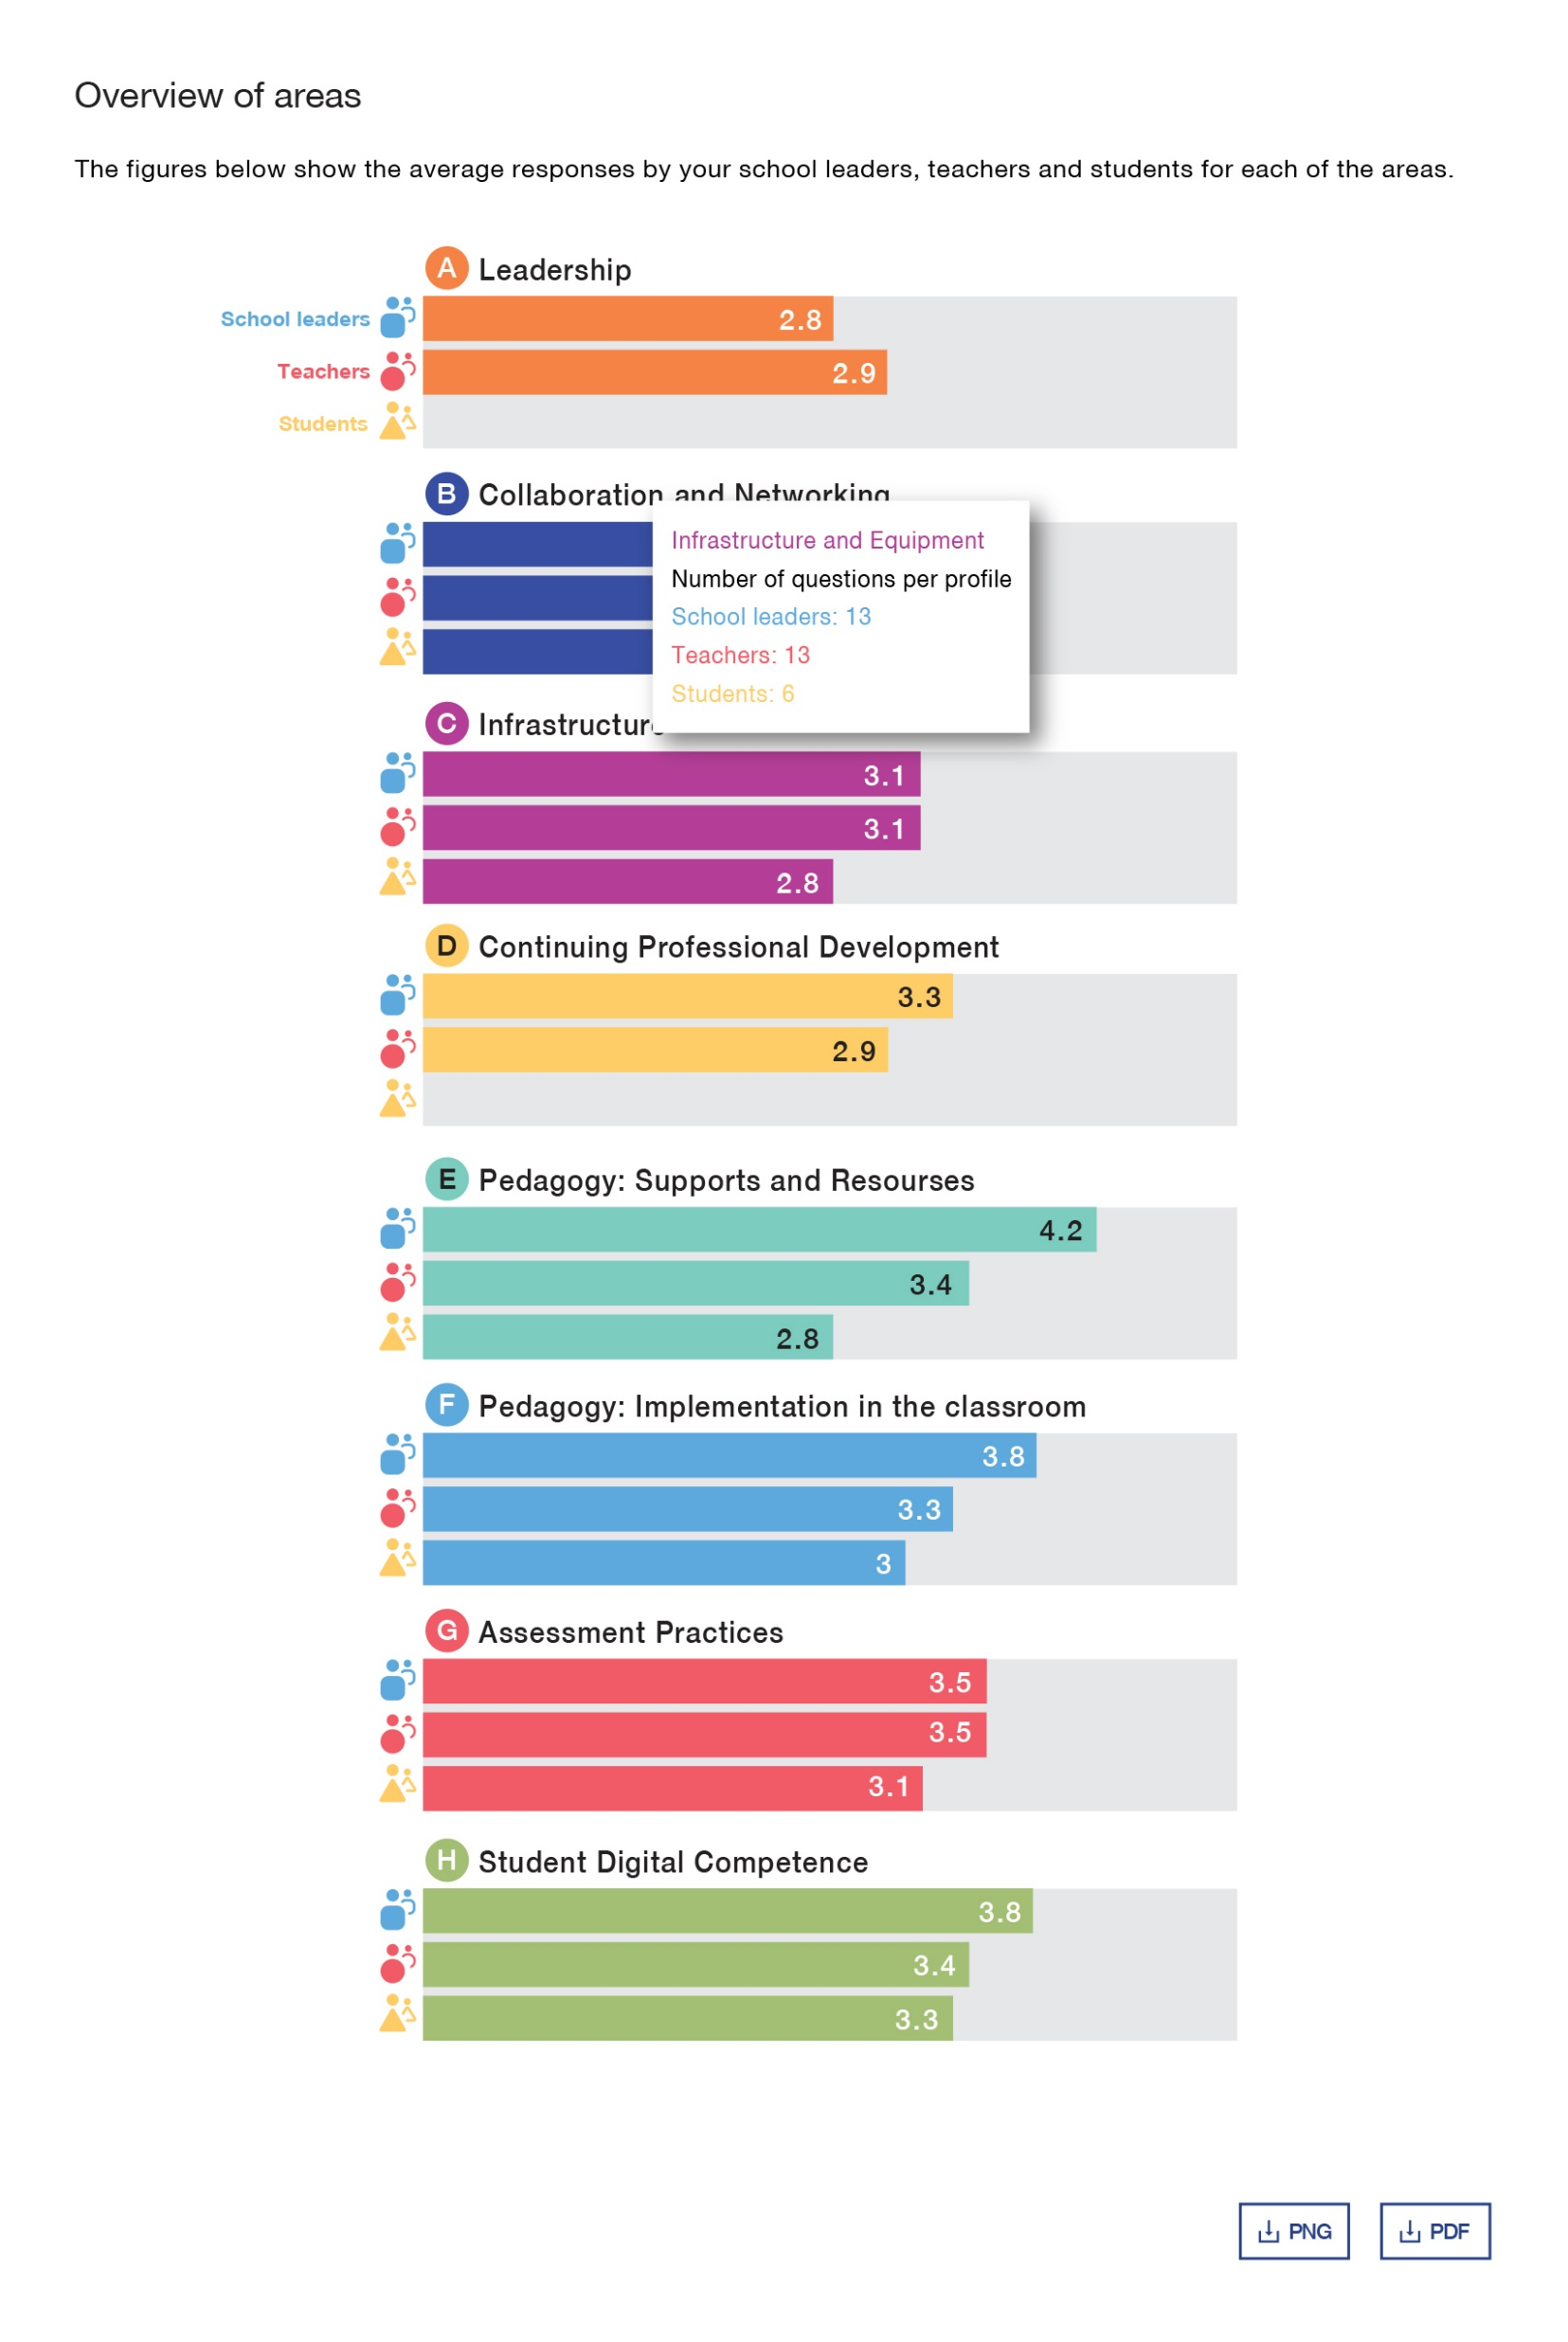 Overview of areas
The figures below show the average responses by your school leaders, teachers and students for each of the areas.
A Leadership
School leaders 2.8
Teachers 2.9
Students
B Collaboration and Networking
Infrastructure and Equipment
Number of questions per profile
School leaders: 13
Teachers: 13
Students: 6
C Infrastructure
3.1
3.1
2.8
D Continuing Professional Development
3.3
2.9
E Pedagogy: Supports and Resourses
4.2
3.4
2.8
F Pedagogy: Implementation in the classroom
3.8
3.3
3
G Assessment Practices
3.5
3.5
3.1
H Student Digital Competence
3.8
3.4
3.3
PNG PDF